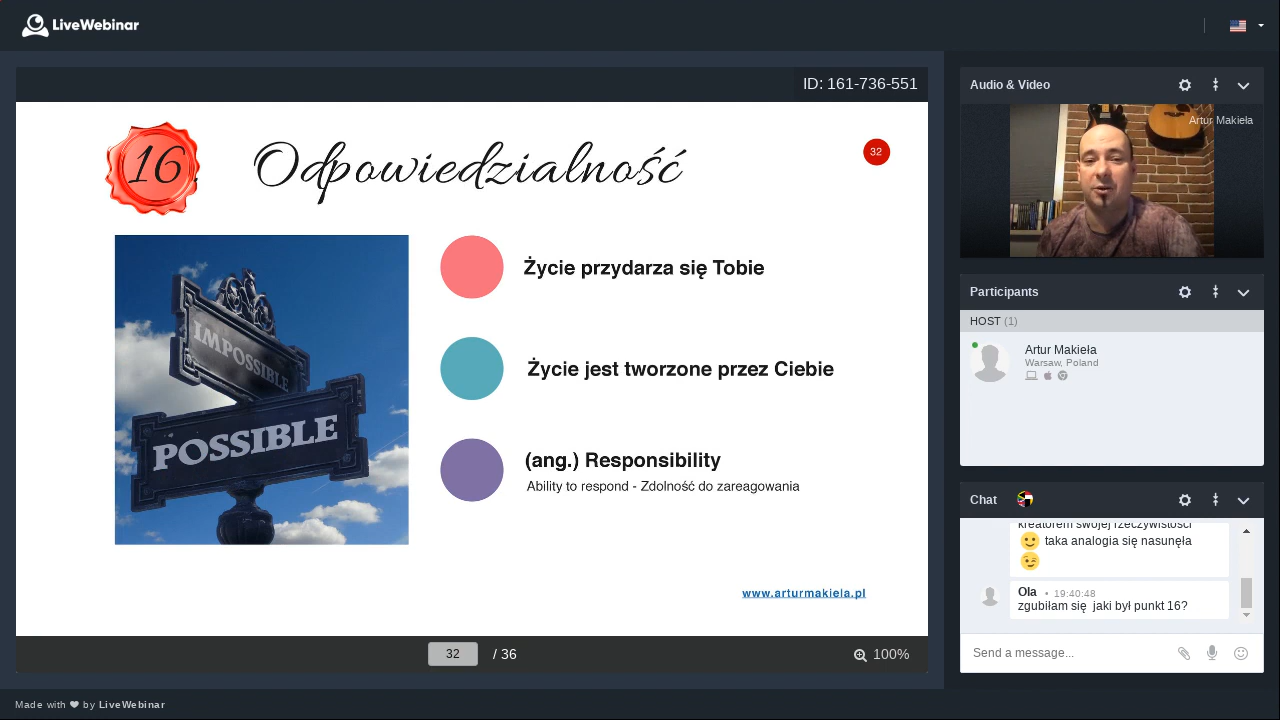 LiveWebinar
ID: 161-736-551
16.
Odpowiedzialność
32
IMPOSSIBLE
POSSIBLE
Życie przydarza się Tobie
Życie jest tworzone przez Ciebie
(ang.) Responsibility
Ability to respond - Zdolność do zareagowania
www.arturmakiela.pl
32 / 36
100%
Audio & Video
Artur Makieła
Participants
HOST (1)
Artur Makieła
Warsaw, Poland
Chat
kreatorem swojej rzeczywistości
taka analogia się nasunęła
Ola • 19:40:48
zgubiłam się jaki był punkt 16?
Send a message...
Made with ❤ by LiveWebinar